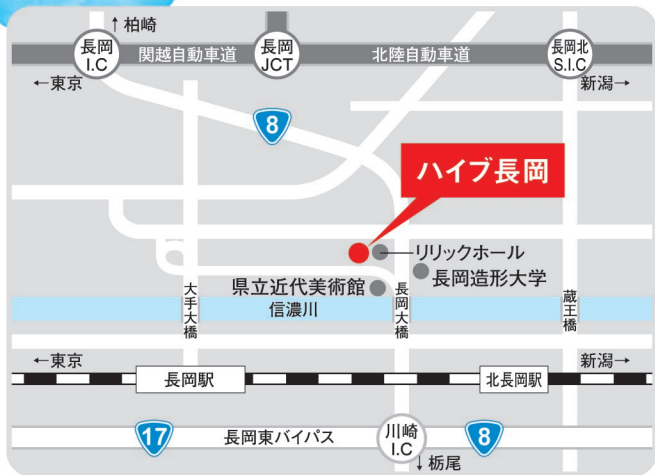 ↑柏崎
長岡
I.C
関越自動車道
長岡
JCT
北陸自動車道
長岡北
S.I.C
←東京
新潟→
8
ハイブ長岡
リリックホール
長岡造形大学
県立近代美術館
信濃川
大手大橋
長岡大橋
蔵王橋
←東京
新潟→
長岡駅
北長岡駅
17
長岡東バイパス
川崎
I.C
8
↓栃尾